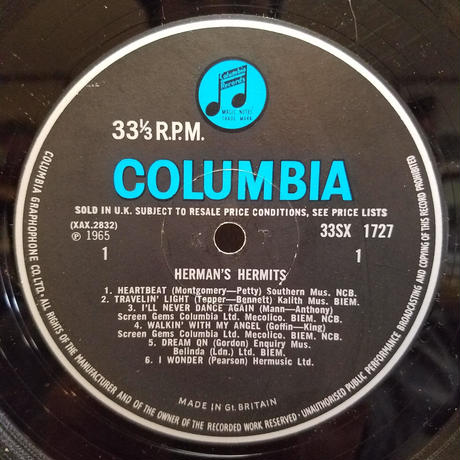 Columbia
Records
MAGIC NOTES
TRADE MARK
33⅓ R.P.M.
COLUMBIA
SOLD IN U.K. SUBJECT TO RESALE PRICE CONDITIONS, SEE PRICE LISTS
(XAX.2832)
℗ 1965
33SX 1727
1
1
HERMAN'S HERMITS
1. HEARTBEAT (Montgomery—Petty) Southern Mus. NCB.
2. TRAVELIN' LIGHT (Tepper—Bennett) Kalith Mus. BIEM.
3. I'LL NEVER DANCE AGAIN (Mann—Anthony)
Screen Gems Columbia Ltd. Mecolico. BIEM. NCB.
4. WALKIN' WITH MY ANGEL (Goffin—King)
Screen Gems Columbia Ltd. Mecolico. BIEM. NCB.
5. DREAM ON (Gordon) Enquiry Mus.
Belinda (Ldn.) Ltd. BIEM.
6. I WONDER (Pearson) Hermusic Ltd.
MADE IN Gt. BRITAIN
COLUMBIA GRAPHOPHONE CO. LTD. ALL RIGHTS OF THE MANUFACTURER AND OF THE OWNER OF THE RECORDED WORK RESERVED · UNAUTHORISED PUBLIC PERFORMANCE BROADCASTING AND COPYING OF THIS RECORD PROHIBITED